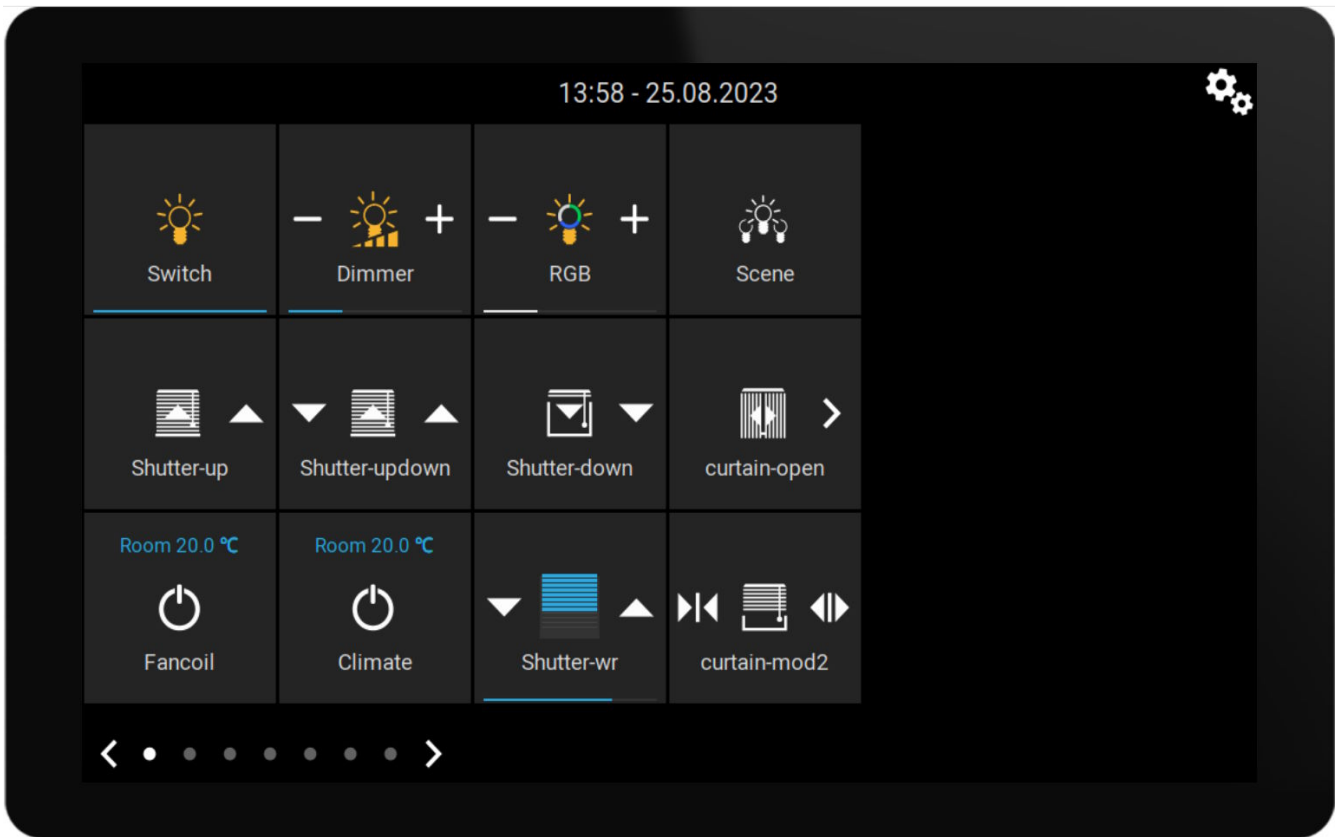 13:58 - 25.08.2023
Switch
Dimmer
RGB
Scene
Shutter-up
Shutter-updown
Shutter-down
curtain-open
Room 20.0 °C
Room 20.0 °C
Fancoil
Climate
Shutter-wr
curtain-mod2